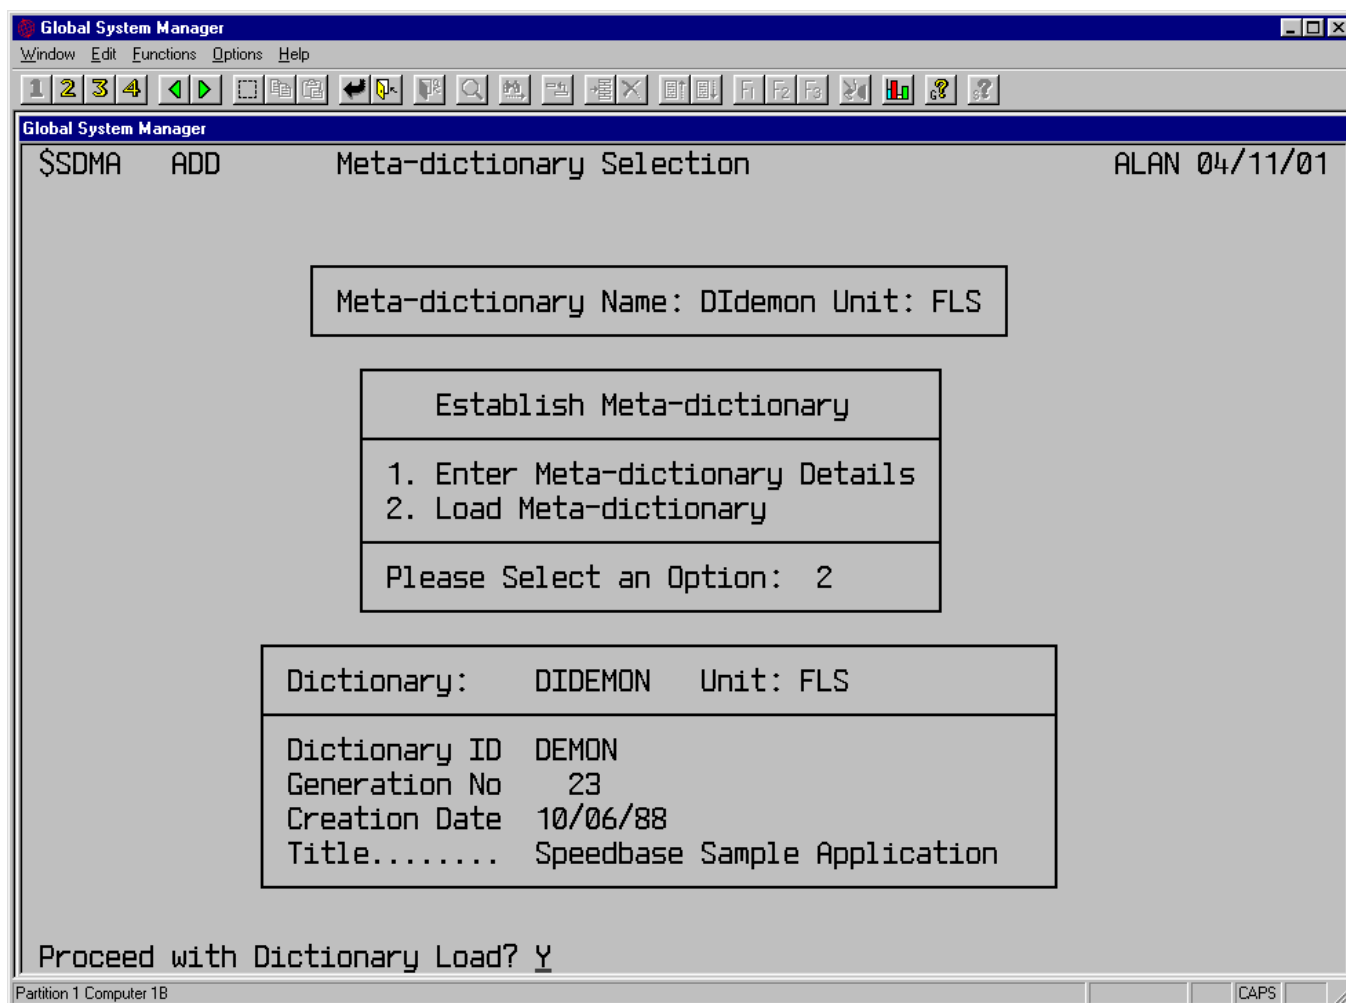 Global System Manager
Window Edit Functions Options Help
1 2 3 4 F1 F2 F3 G? S?
Global System Manager
$SDMA ADD Meta-dictionary Selection ALAN 04/11/01
Meta-dictionary Name: DIdemon Unit: FLS
Establish Meta-dictionary
1. Enter Meta-dictionary Details
2. Load Meta-dictionary
Please Select an Option: 2
Dictionary: DIDEMON Unit: FLS
Dictionary ID DEMON
Generation No 23
Creation Date 10/06/88
Title........ Speedbase Sample Application
Proceed with Dictionary Load? Y
Partition 1 Computer 1B CAPS